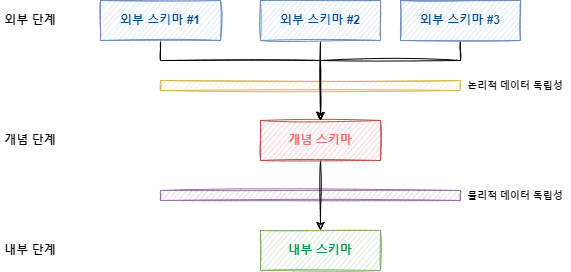 외부 단계
외부 스키마 #1
외부 스키마 #2
외부 스키마 #3
논리적 데이터 독립성
개념 단계
개념 스키마
물리적 데이터 독립성
내부 단계
내부 스키마